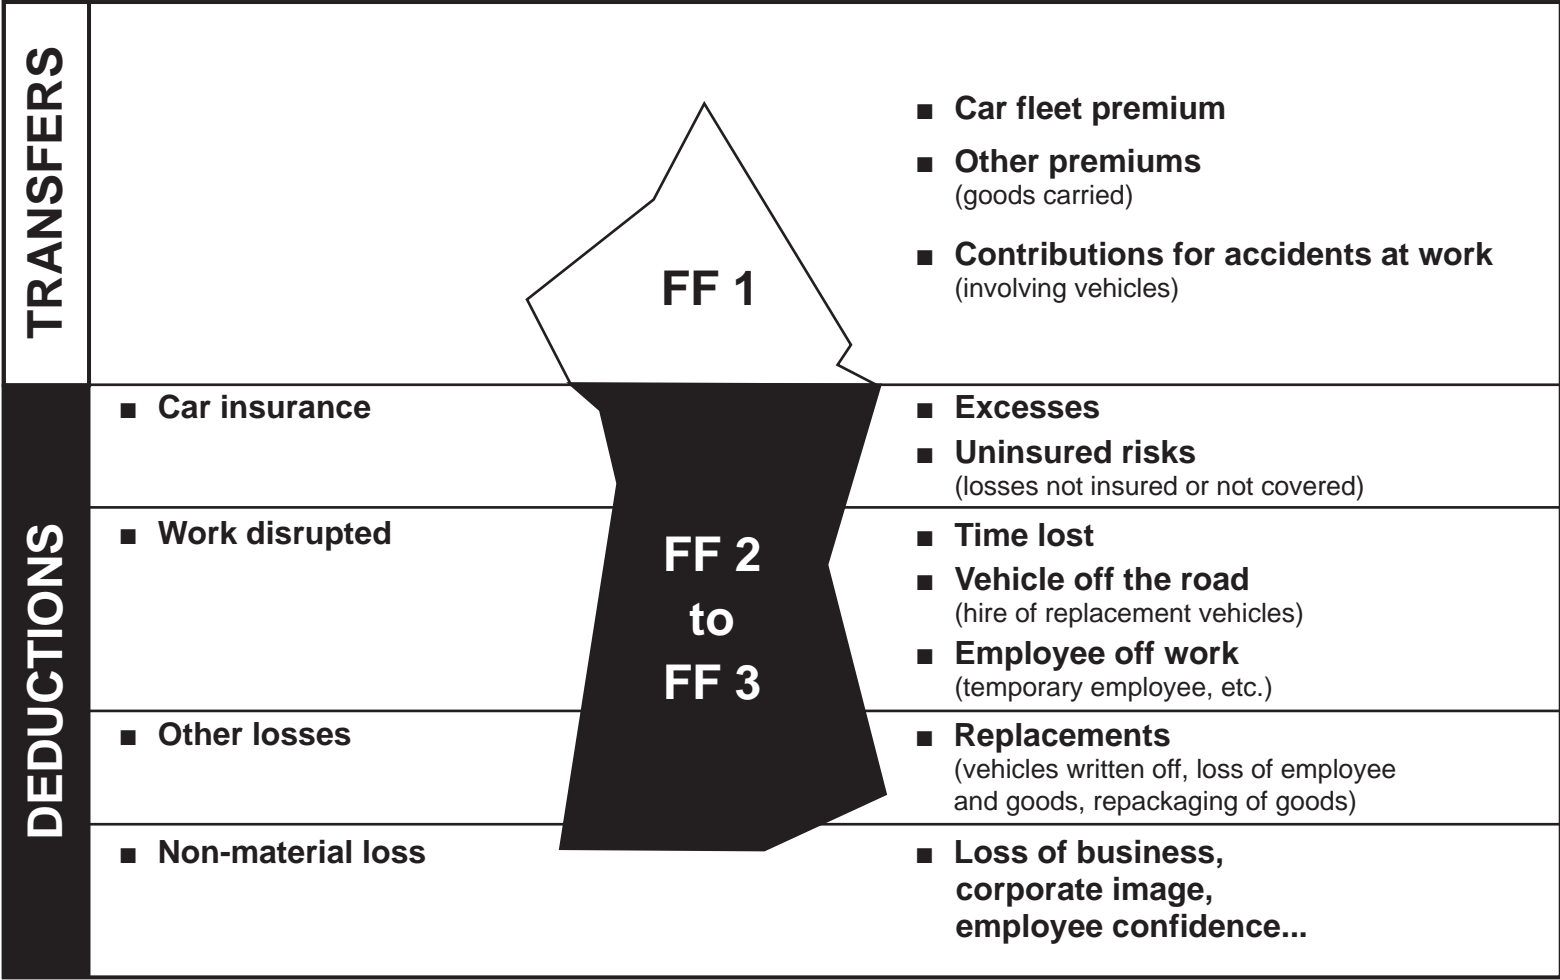 TRANSFERS
FF 1
■ Car fleet premium
■ Other premiums
(goods carried)
■ Contributions for accidents at work
(involving vehicles)
DEDUCTIONS
FF 2
to
FF 3
■ Car insurance
■ Excesses
■ Uninsured risks
(losses not insured or not covered)
■ Work disrupted
■ Time lost
■ Vehicle off the road
(hire of replacement vehicles)
■ Employee off work
(temporary employee, etc.)
■ Other losses
■ Replacements
(vehicles written off, loss of employee
and goods, repackaging of goods)
■ Non-material loss
■ Loss of business,
corporate image,
employee confidence...